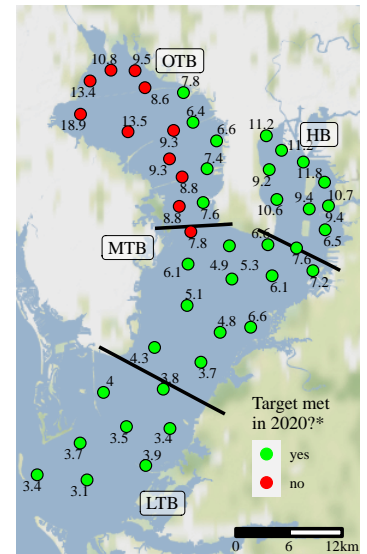 10.8 9.5 OTB
13.4 8.6 7.8
18.9 13.5 6.4 11.2 HB
9.3 6.6 11.2
9.3 7.4 9.2 11.8
8.8 10.6 9.4 10.7
8.8 7.6 9.4
MTB 7.8 6.6 6.5
6.1 4.9 5.3 7.6
6.1 7.2
5.1
4.8 6.6
4.3 3.7
4 3.8
Target met
in 2020?*
3.5 3.4 yes
3.7 no
3.4 3.1 3.9
LTB
0 6 12km